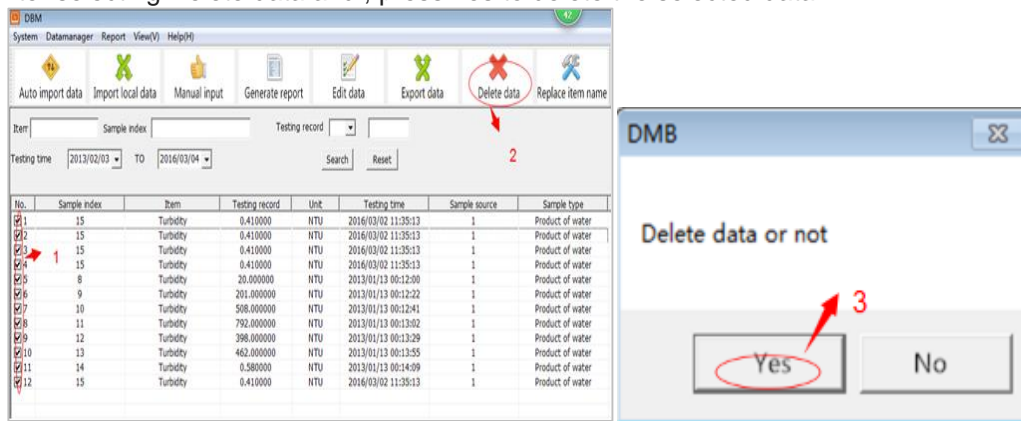 DBM
42
System Datamanager Report View(V) Help(H)
Auto import data Import local data Manual input Generate report Edit data Export data Delete data Replace item name
Iterr Sample index Testing record
2
Testing time 2013/02/03 TO 2016/03/04 Search Reset
No. Sample index Item Testing record Unit Testing time Sample source Sample type
1 15 Turbidity 0.410000 NTU 2016/03/02 11:35:13 1 Product of water
2 15 Turbidity 0.410000 NTU 2016/03/02 11:35:13 1 Product of water
3 15 Turbidity 0.410000 NTU 2016/03/02 11:35:13 1 Product of water
1
4 15 Turbidity 0.410000 NTU 2016/03/02 11:35:13 1 Product of water
5 8 Turbidity 20.000000 NTU 2013/01/13 00:12:00 1 Product of water
6 9 Turbidity 201.000000 NTU 2013/01/13 00:12:22 1 Product of water
7 10 Turbidity 508.000000 NTU 2013/01/13 00:12:41 1 Product of water
8 11 Turbidity 792.000000 NTU 2013/01/13 00:13:02 1 Product of water
9 12 Turbidity 398.000000 NTU 2013/01/13 00:13:29 1 Product of water
10 13 Turbidity 462.000000 NTU 2013/01/13 00:13:55 1 Product of water
11 14 Turbidity 0.580000 NTU 2013/01/13 00:14:09 1 Product of water
12 15 Turbidity 0.410000 NTU 2016/03/02 11:35:13 1 Product of water
DMB
Delete data or not
3
Yes No